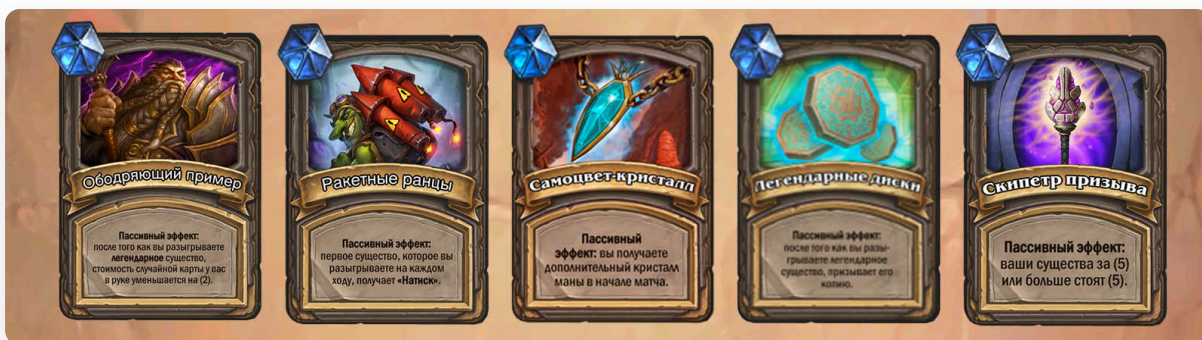 Ободряющий пример
Пассивный эффект:
после того как вы разыгрываете
легендарное существо,
стоимость случайной карты у вас
в руке уменьшается на (2).
Ракетные ранцы
Пассивный эффект:
первое существо, которое вы
разыгрываете на каждом
ходу, получает «Натиск».
Самоцвет-кристалл
Пассивный
эффект: вы получаете
дополнительный кристалл
маны в начале матча.
Легендарные диски
Пассивный эффект:
после того как вы разы-
грываете легендарное
существо, призывает его
копию.
Скипетр призыва
Пассивный эффект:
ваши существа за (5)
или больше стоят (5).